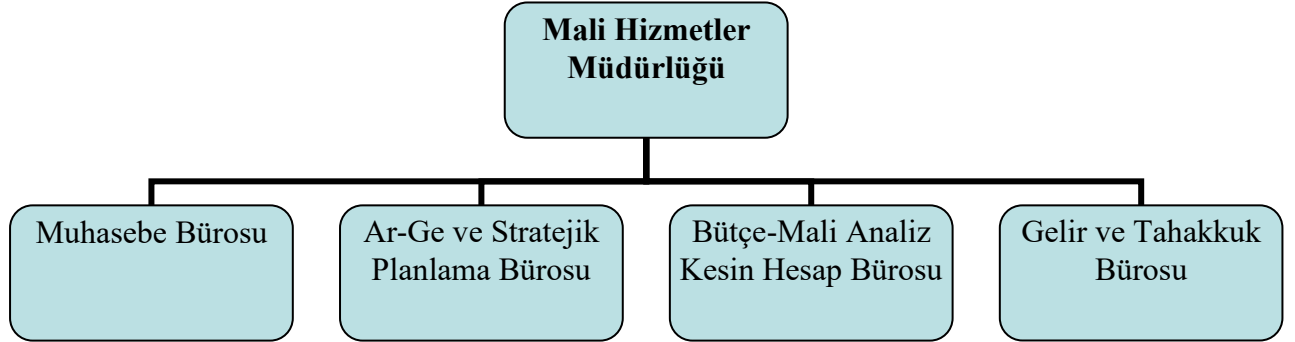 Mali Hizmetler
Müdürlüğü
Muhasebe Bürosu
Ar-Ge ve Stratejik
Planlama Bürosu
Bütçe-Mali Analiz
Kesin Hesap Bürosu
Gelir ve Tahakkuk
Bürosu